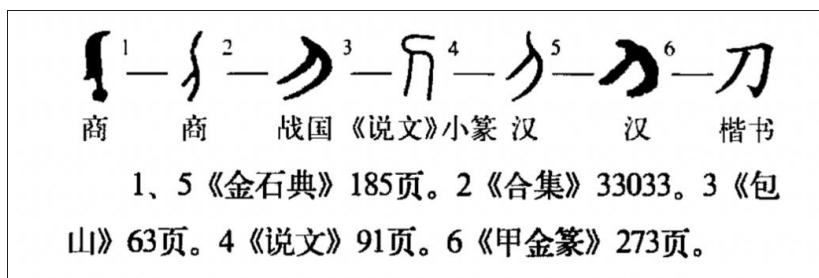 1 — 2 — 3 — 4 — 5 — 6 — 刀
商 商 战国 《说文》小篆 汉 汉 楷书
1、5《金石典》185页。2《合集》33033。3《包
山》63页。4《说文》91页。6《甲金篆》273页。